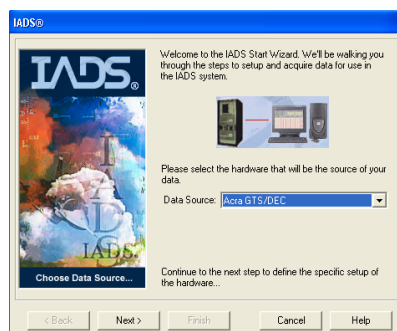 IADS®
IADS®
Welcome to the IADS Start Wizard. We'll be walking you
through the steps to setup and acquire data for use in
the IADS system.
Please select the hardware that will be the source of your
data.
Data Source: Acra GTS/DEC
IADS
Choose Data Source...
Continue to the next step to define the specific setup of
the hardware...
< Back
Next >
Finish
Cancel
Help